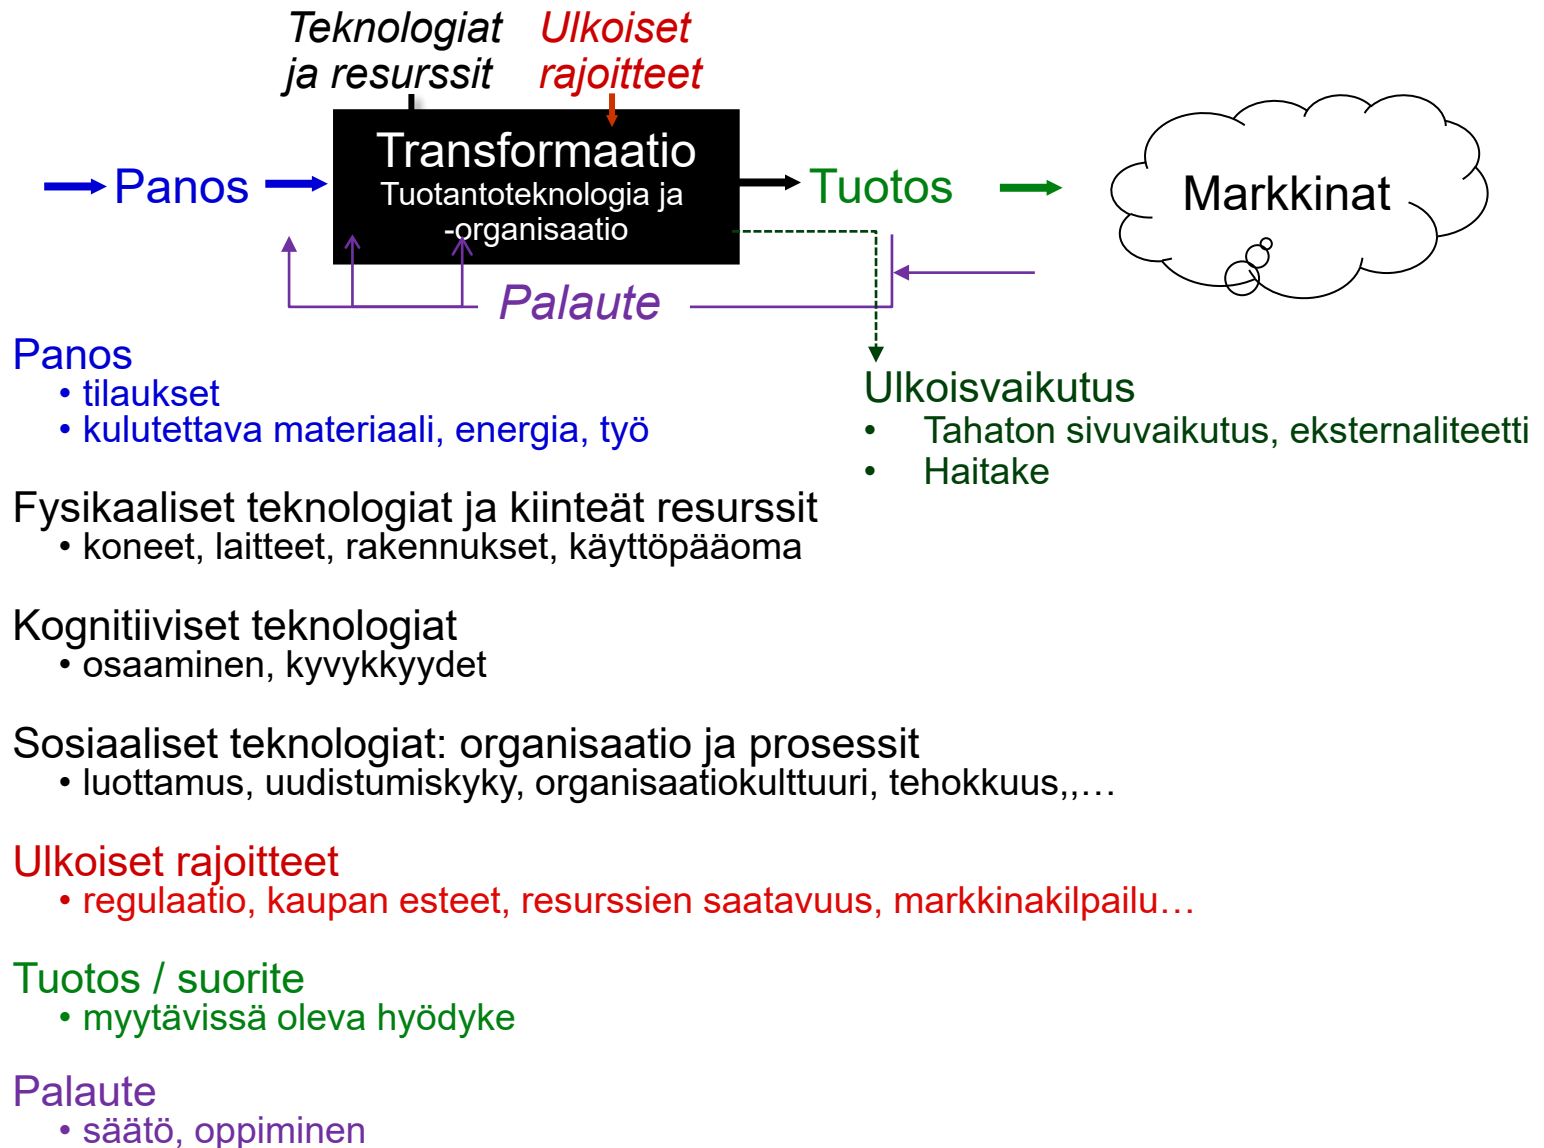 Teknologiat
ja resurssit
Ulkoiset
rajoitteet
Panos
Transformaatio
Tuotantoteknologia ja
-organisaatio
Tuotos
Markkinat
Palaute
Panos
• tilaukset
• kulutettava materiaali, energia, työ
Ulkoisvaikutus
• Tahaton sivuvaikutus, eksternaliteetti
• Haitake
Fysikaaliset teknologiat ja kiinteät resurssit
• koneet, laitteet, rakennukset, käyttöpääoma
Kognitiiviset teknologiat
• osaaminen, kyvykkyydet
Sosiaaliset teknologiat: organisaatio ja prosessit
• luottamus, uudistumiskyky, organisaatiokulttuuri, tehokkuus,,…
Ulkoiset rajoitteet
• regulaatio, kaupan esteet, resurssien saatavuus, markkinakilpailu…
Tuotos / suorite
• myytävissä oleva hyödyke
Palaute
• säätö, oppiminen